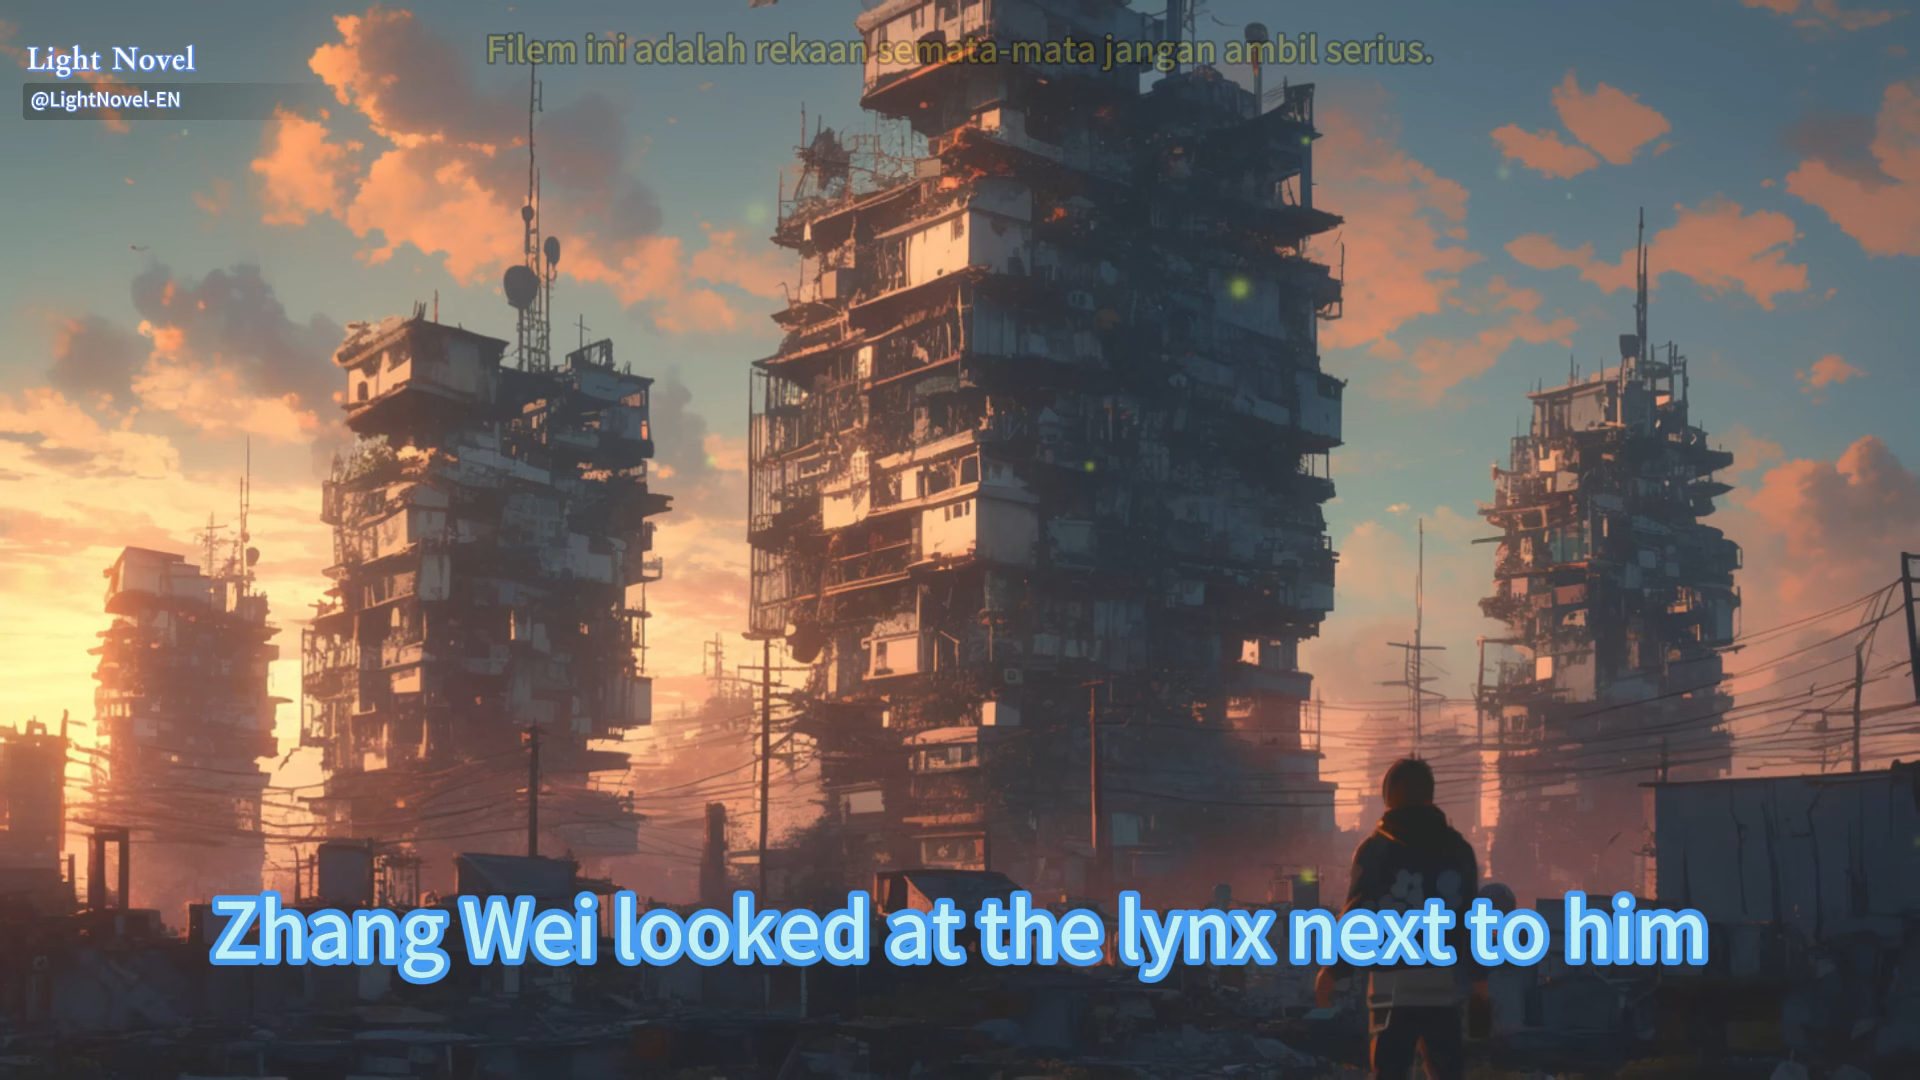 Light Novel
@LightNovel-EN
Filem ini adalah rekaan semata-mata jangan ambil serius.
Zhang Wei looked at the lynx next to him